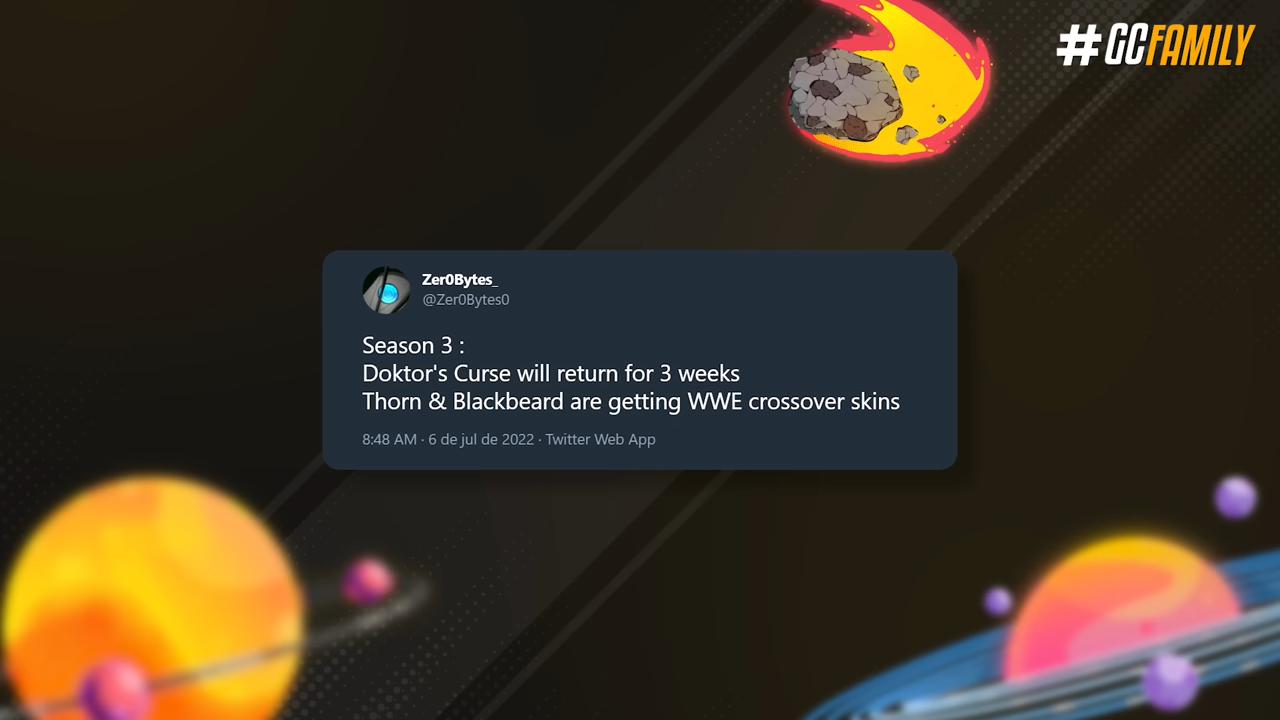 #GCFAMILY
Zer0Bytes_
@Zer0Bytes0
Season 3 :
Doktor's Curse will return for 3 weeks
Thorn & Blackbeard are getting WWE crossover skins
8:48 AM · 6 de jul de 2022 · Twitter Web App